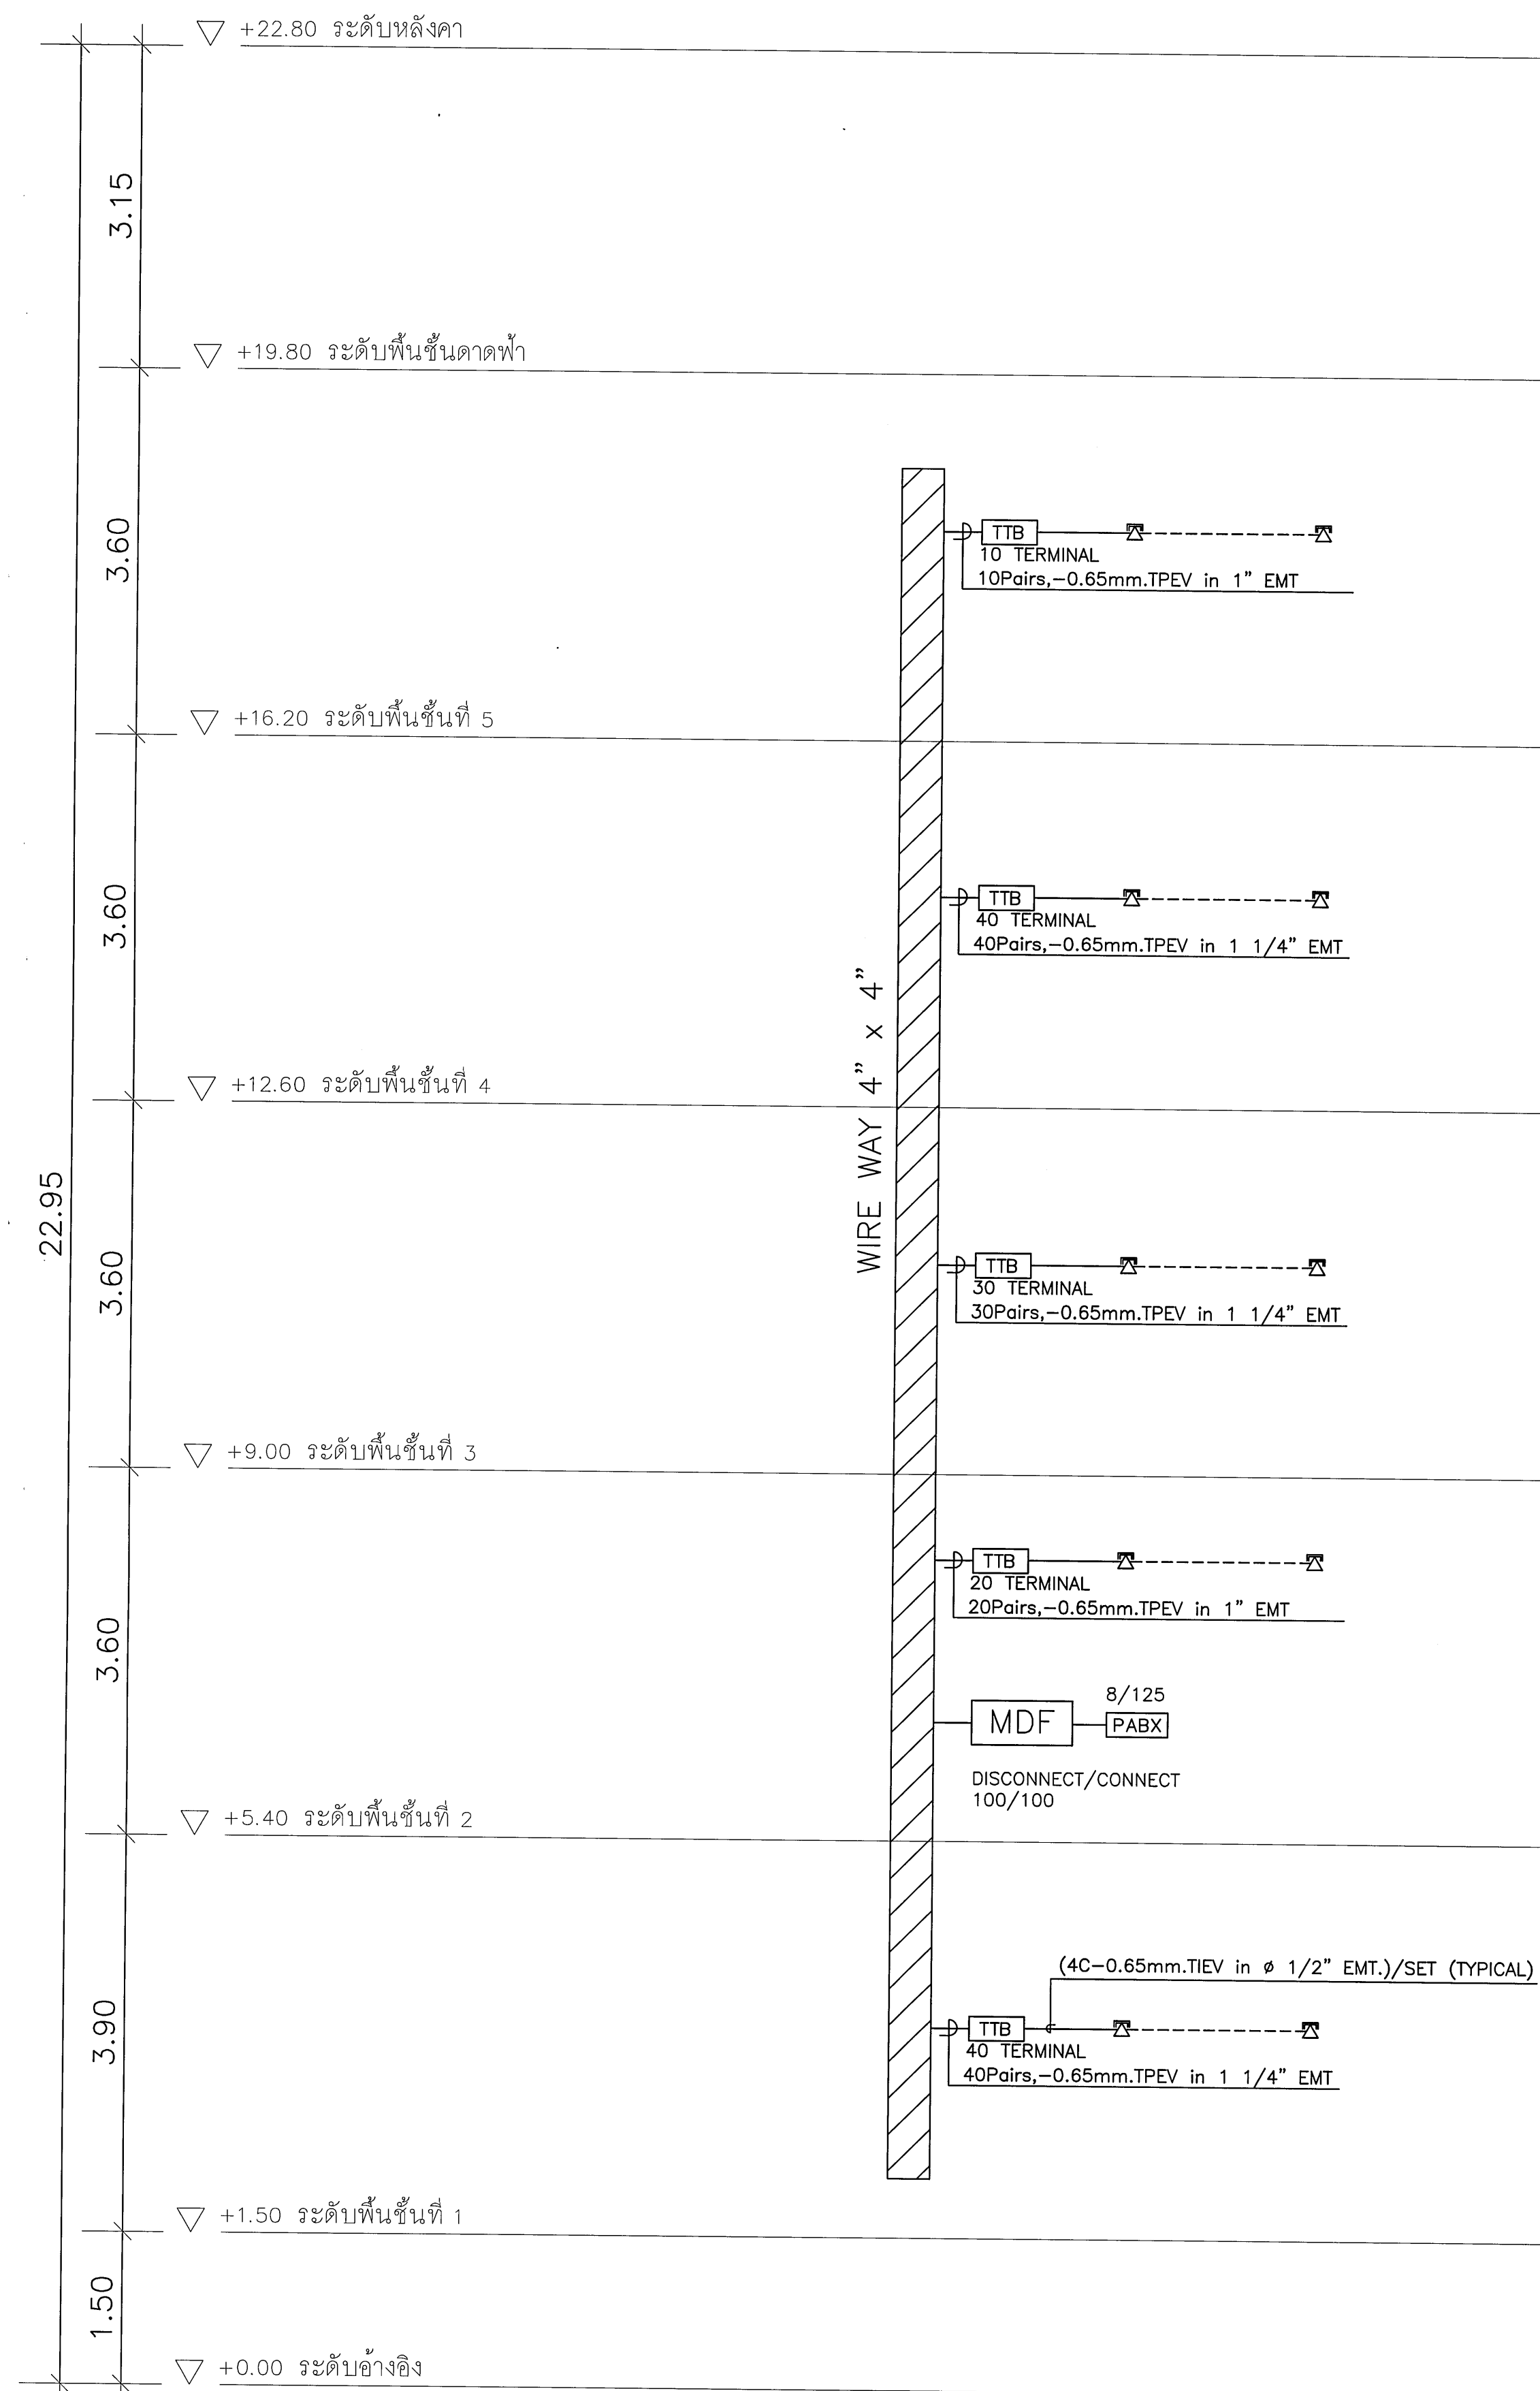 +22.80 ระดับหลังคา
3.15
+19.80 ระดับพื้นชั้นดาดฟ้า
3.60
TTB
10 TERMINAL
10Pairs,-0.65mm.TPEV in 1" EMT
+16.20 ระดับพื้นชั้นที่ 5
3.60
TTB
40 TERMINAL
40Pairs,-0.65mm.TPEV in 1 1/4" EMT
WIRE WAY 4" x 4"
+12.60 ระดับพื้นชั้นที่ 4
22.95
3.60
TTB
30 TERMINAL
30Pairs,-0.65mm.TPEV in 1 1/4" EMT
+9.00 ระดับพื้นชั้นที่ 3
3.60
TTB
20 TERMINAL
20Pairs,-0.65mm.TPEV in 1" EMT
8/125
MDF
PABX
DISCONNECT/CONNECT
100/100
+5.40 ระดับพื้นชั้นที่ 2
3.90
(4C-0.65mm.TIEV in ø 1/2" EMT.)/SET (TYPICAL)
TTB
40 TERMINAL
40Pairs,-0.65mm.TPEV in 1 1/4" EMT
+1.50 ระดับพื้นชั้นที่ 1
1.50
+0.00 ระดับอ้างอิง